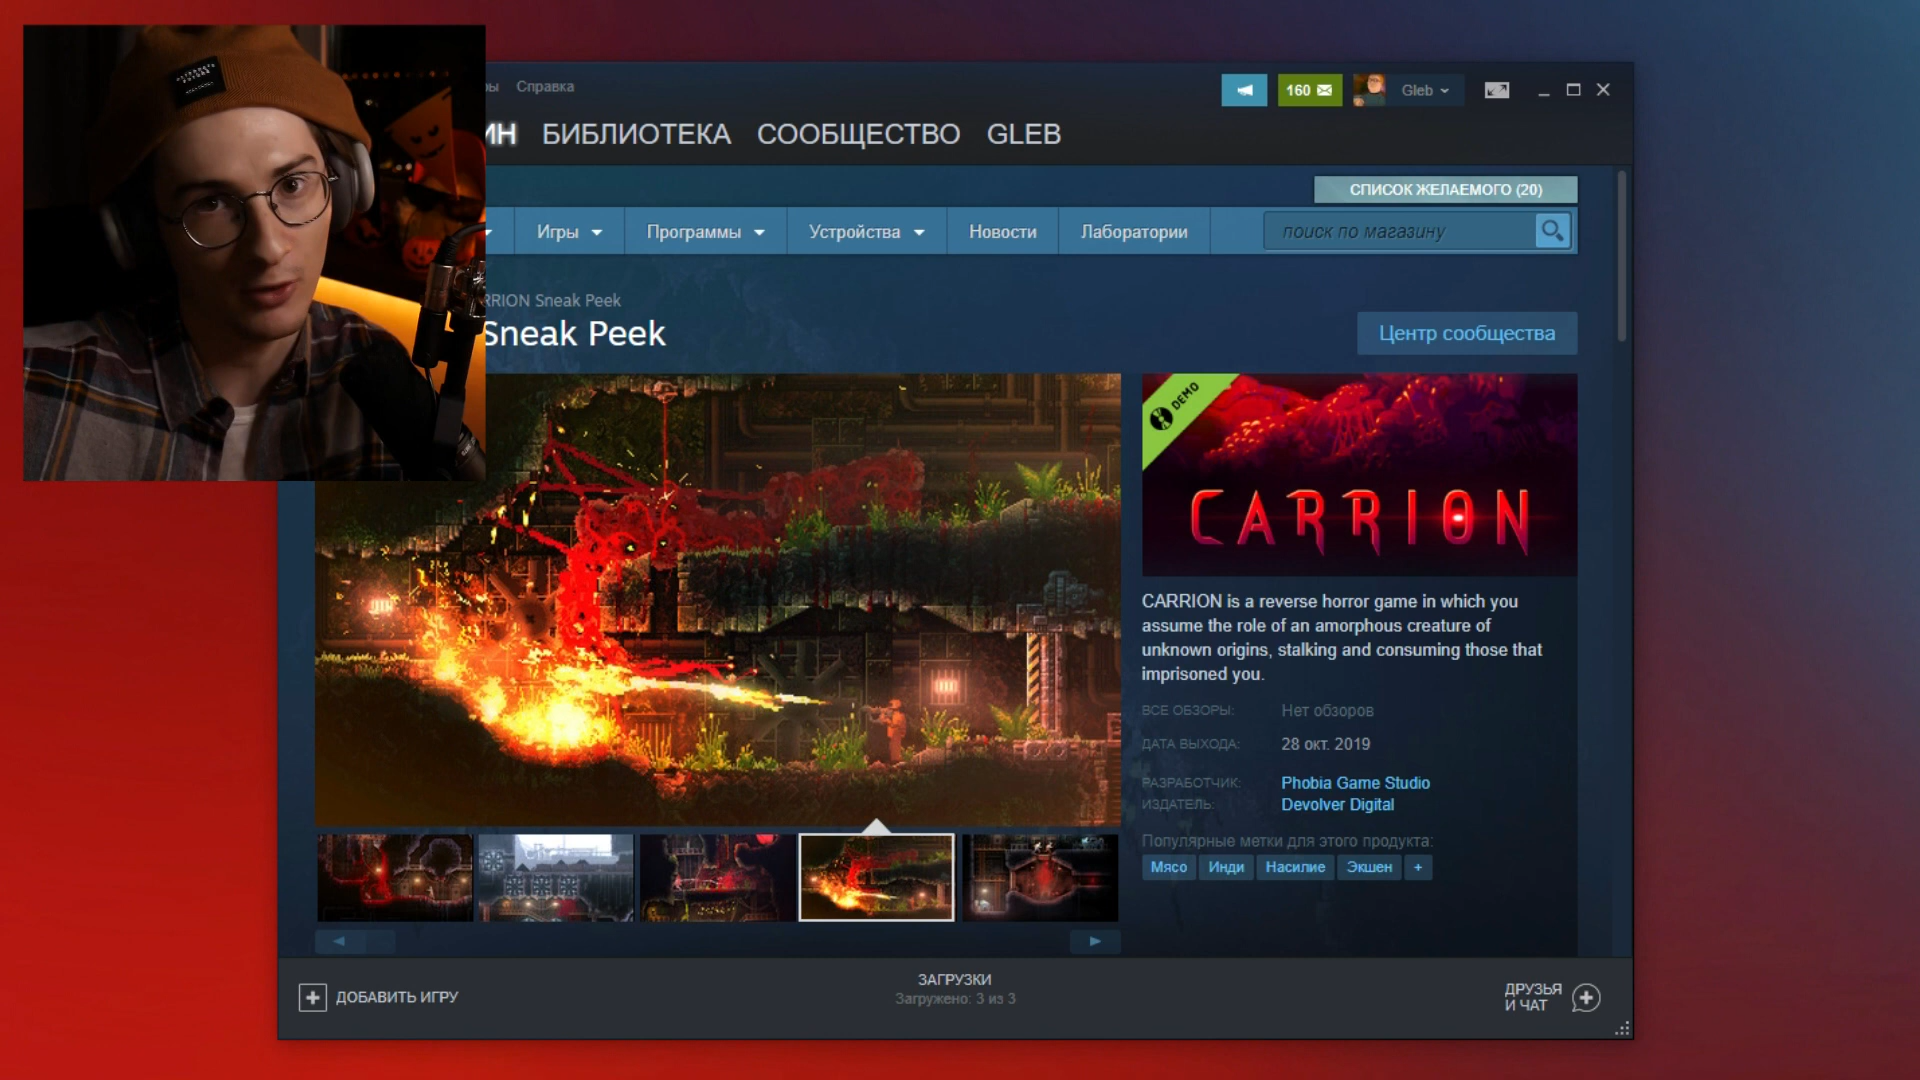 ры Справка
160
Gleb
ИН БИБЛИОТЕКА СООБЩЕСТВО GLEB
СПИСОК ЖЕЛАЕМОГО (20)
Игры Программы Устройства Новости Лаборатории
поиск по магазину
RRION Sneak Peek
Sneak Peek
Центр сообщества
DEMO
CARRION
CARRION is a reverse horror game in which you
assume the role of an amorphous creature of
unknown origins, stalking and consuming those that
imprisoned you.
ВСЕ ОБЗОРЫ: Нет обзоров
ДАТА ВЫХОДА: 28 окт. 2019
РАЗРАБОТЧИК: Phobia Game Studio
ИЗДАТЕЛЬ: Devolver Digital
Популярные метки для этого продукта:
Мясо Инди Насилие Экшен +
ДОБАВИТЬ ИГРУ
ЗАГРУЗКИ
Загружено: 3 из 3
ДРУЗЬЯ
И ЧАТ